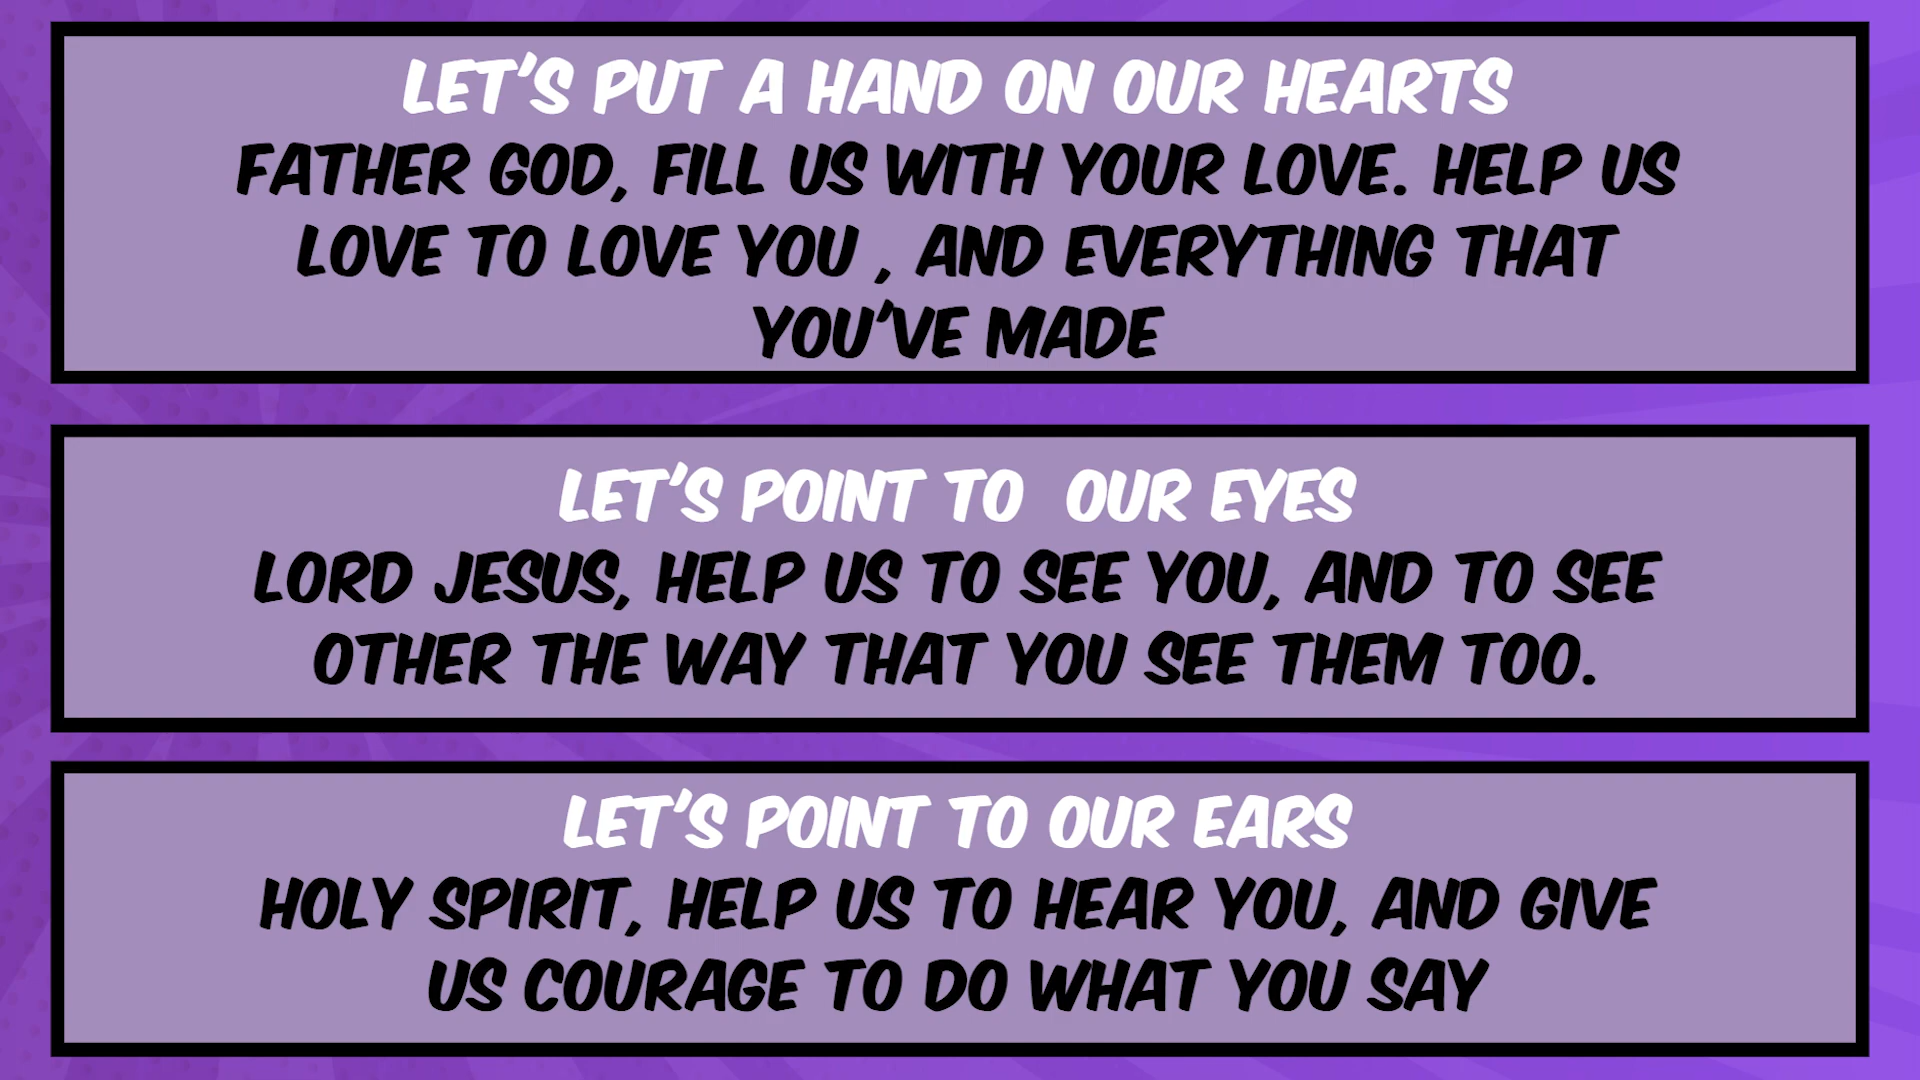 LET'S PUT A HAND ON OUR HEARTS
FATHER GOD, FILL US WITH YOUR LOVE. HELP US
LOVE TO LOVE YOU , AND EVERYTHING THAT
YOU'VE MADE
LET'S POINT TO  OUR EYES
LORD JESUS, HELP US TO SEE YOU, AND TO SEE
OTHER THE WAY THAT YOU SEE THEM TOO.
LET'S POINT TO OUR EARS
HOLY SPIRIT, HELP US TO HEAR YOU, AND GIVE
US COURAGE TO DO WHAT YOU SAY